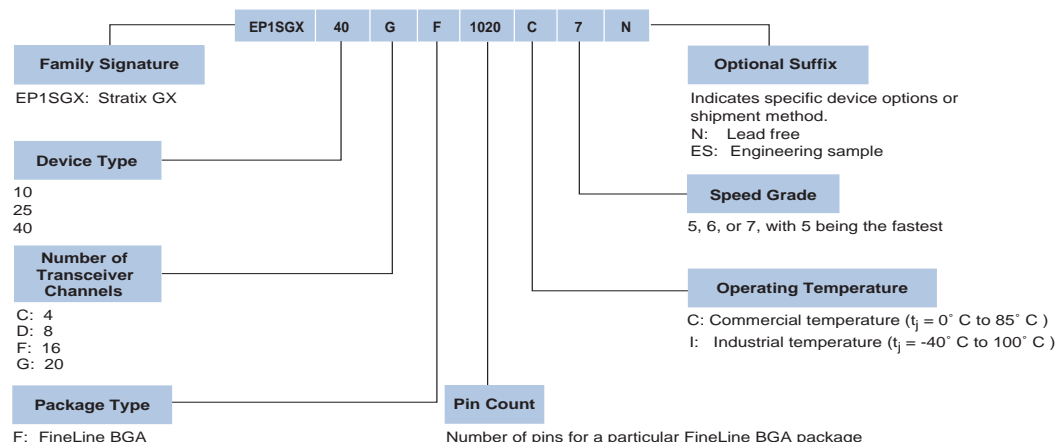 EP1SGX 40 G F 1020 C 7 N
Family Signature
EP1SGX: Stratix GX
Device Type
10
25
40
Number of
Transceiver
Channels
C: 4
D: 8
F: 16
G: 20
Package Type
F: FineLine BGA
Optional Suffix
Indicates specific device options or
shipment method.
N: Lead free
ES: Engineering sample
Speed Grade
5, 6, or 7, with 5 being the fastest
Operating Temperature
C: Commercial temperature (tj = 0˚ C to 85˚ C )
I: Industrial temperature (tj = -40˚ C to 100˚ C )
Pin Count
Number of pins for a particular FineLine BGA package